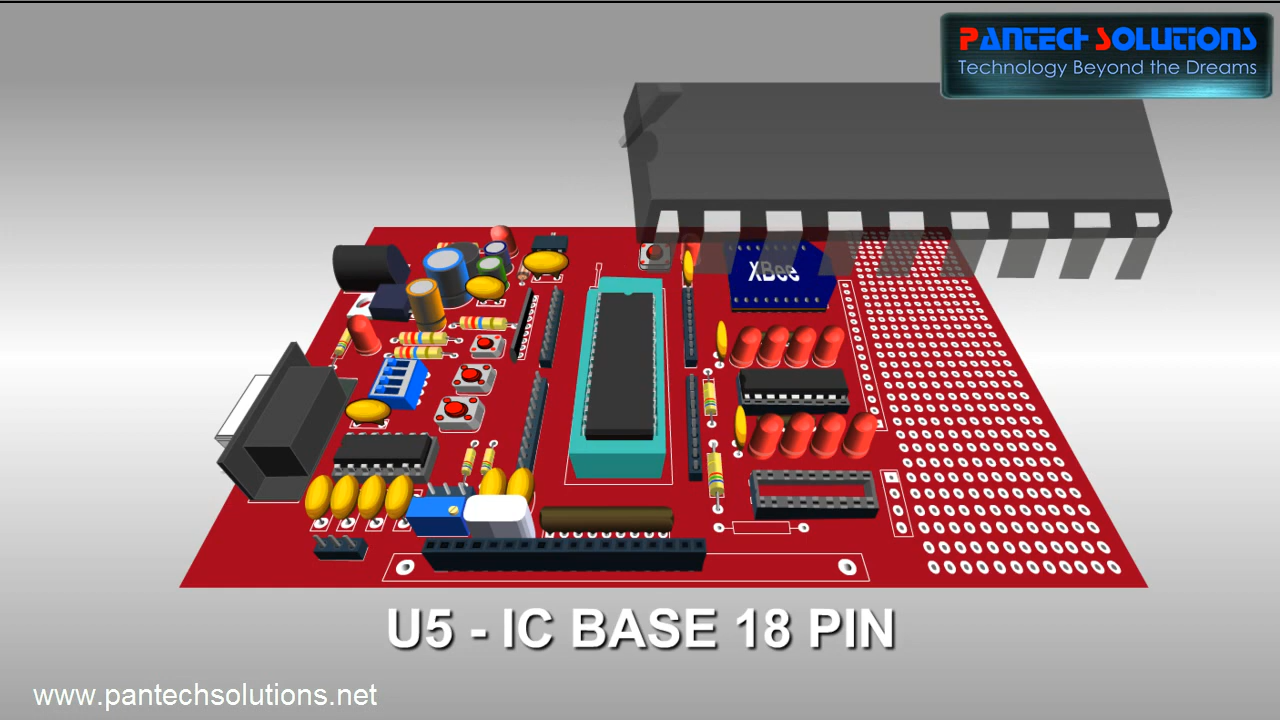 PANTECH SOLUTIONS
Technology Beyond the Dreams
XBee
U5 - IC BASE 18 PIN
www.pantechsolutions.net